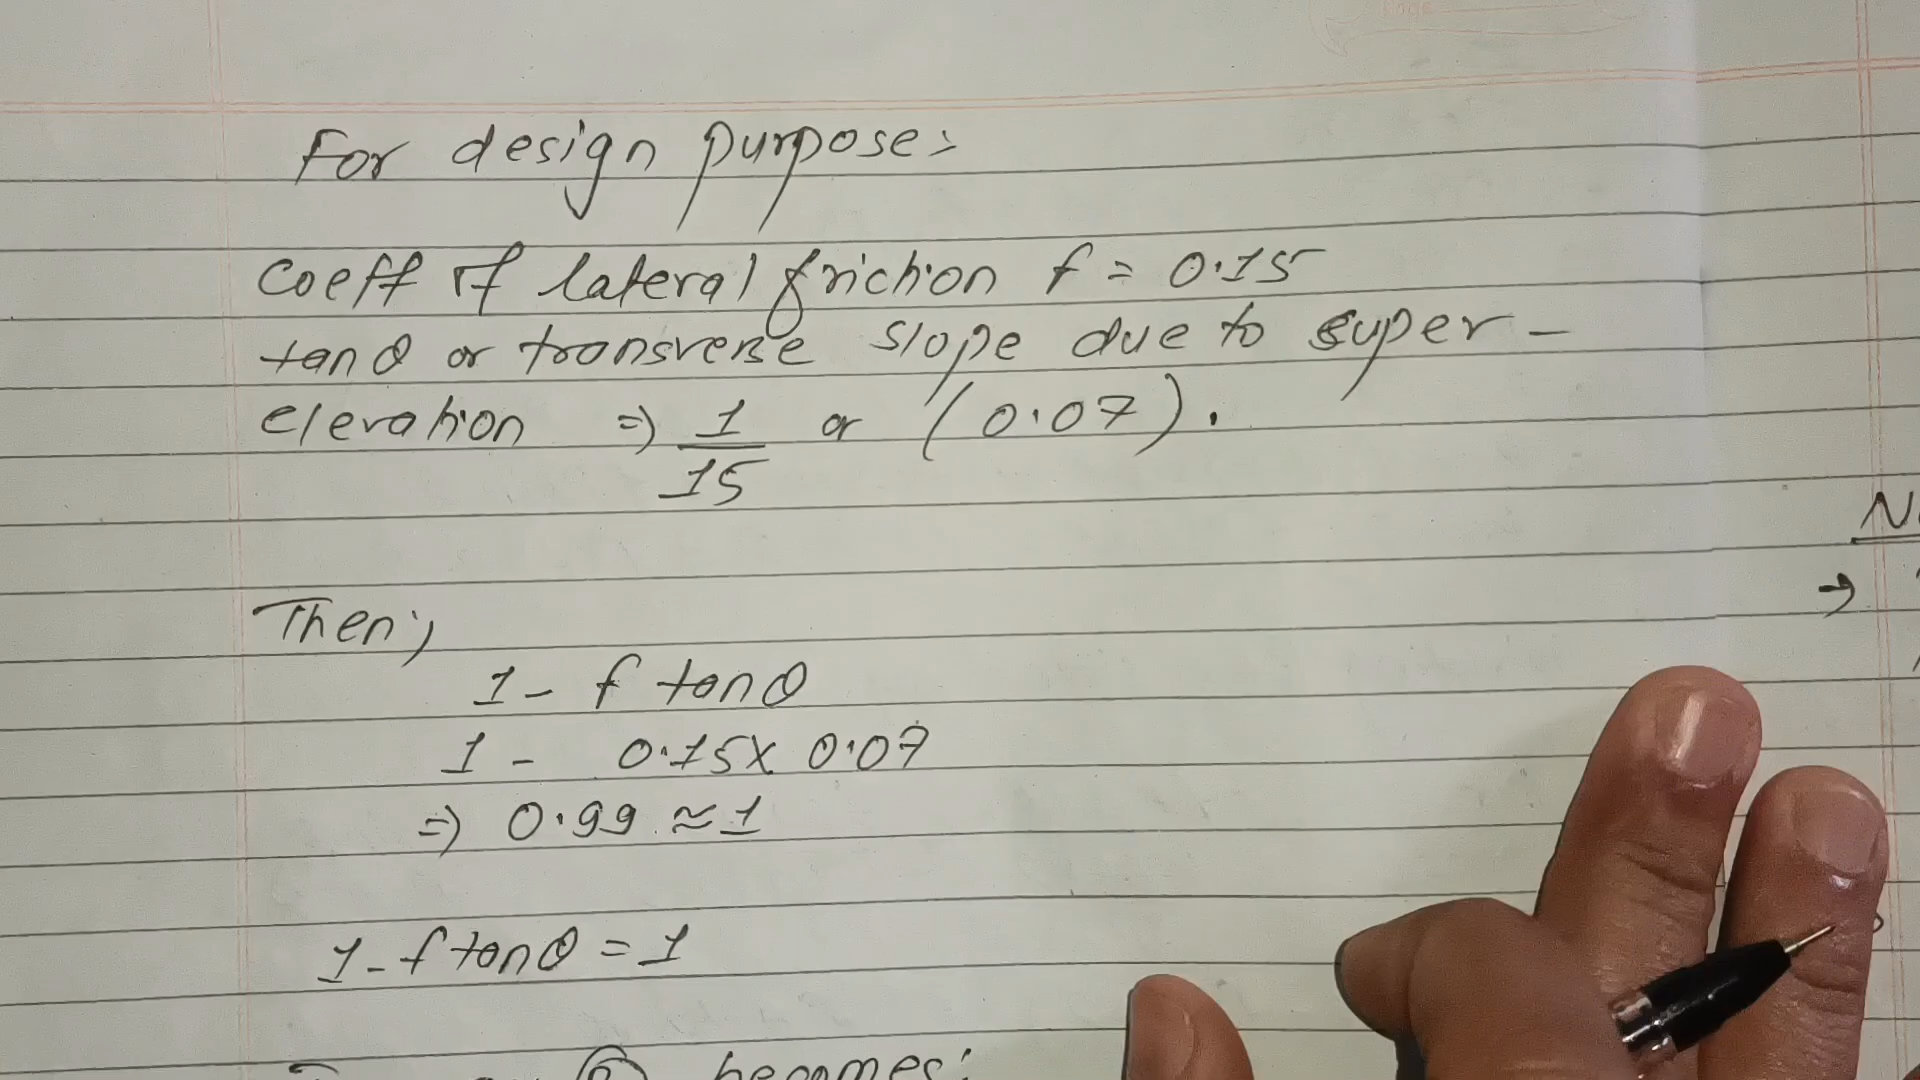 For design purpose:
Coeff of lateral friction f = 0.15
tan θ or transverse slope due to super-
elevation => 1/15 or (0.07).
Then;
1 - f tan θ
1 - 0.15 x 0.07
=> 0.99 ≈ 1
1 - f tan θ = 1
becomes: